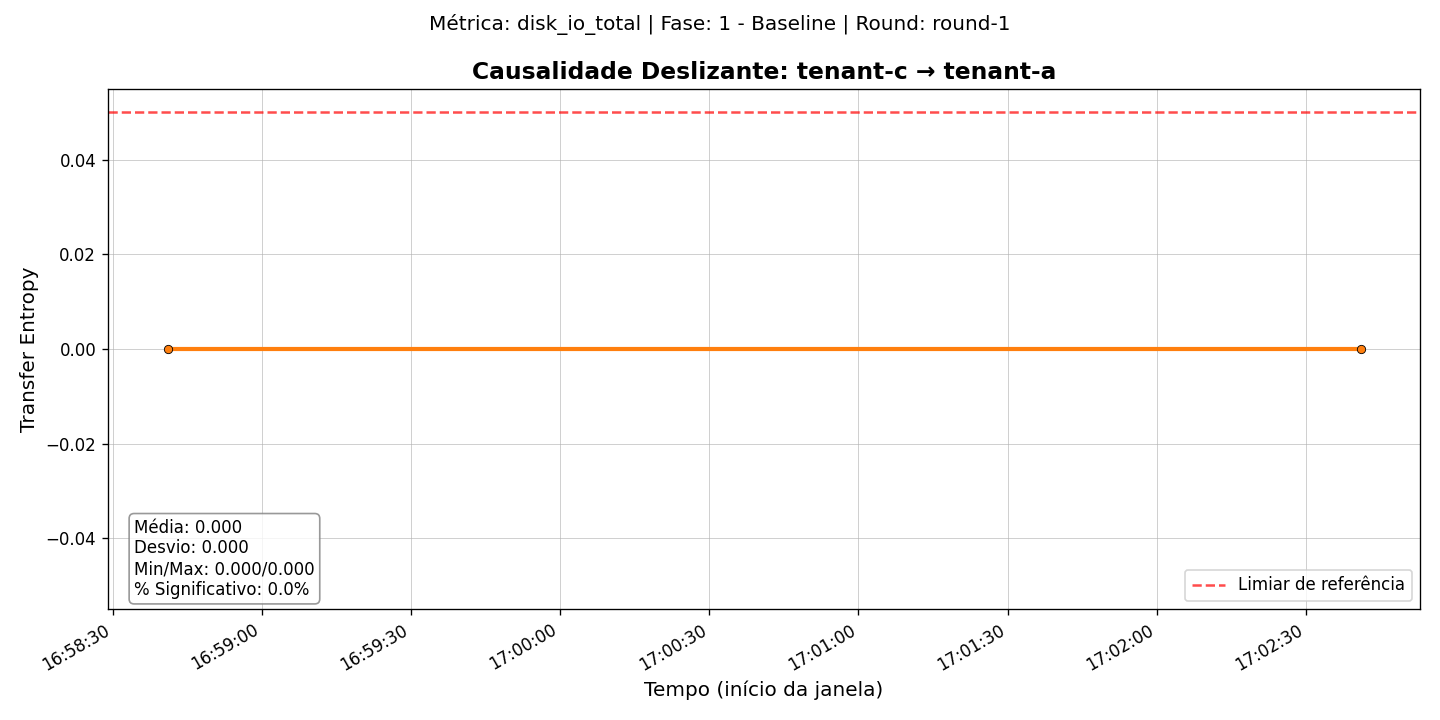 Métrica: disk_io_total | Fase: 1 - Baseline | Round: round-1
Causalidade Deslizante: tenant-c → tenant-a
Transfer Entropy
0.04
0.02
0.00
−0.02
−0.04
Média: 0.000
Desvio: 0.000
Min/Max: 0.000/0.000
% Significativo: 0.0%
Limiar de referência
16:58:30
16:59:00
16:59:30
17:00:00
17:00:30
17:01:00
17:01:30
17:02:00
17:02:30
Tempo (início da janela)